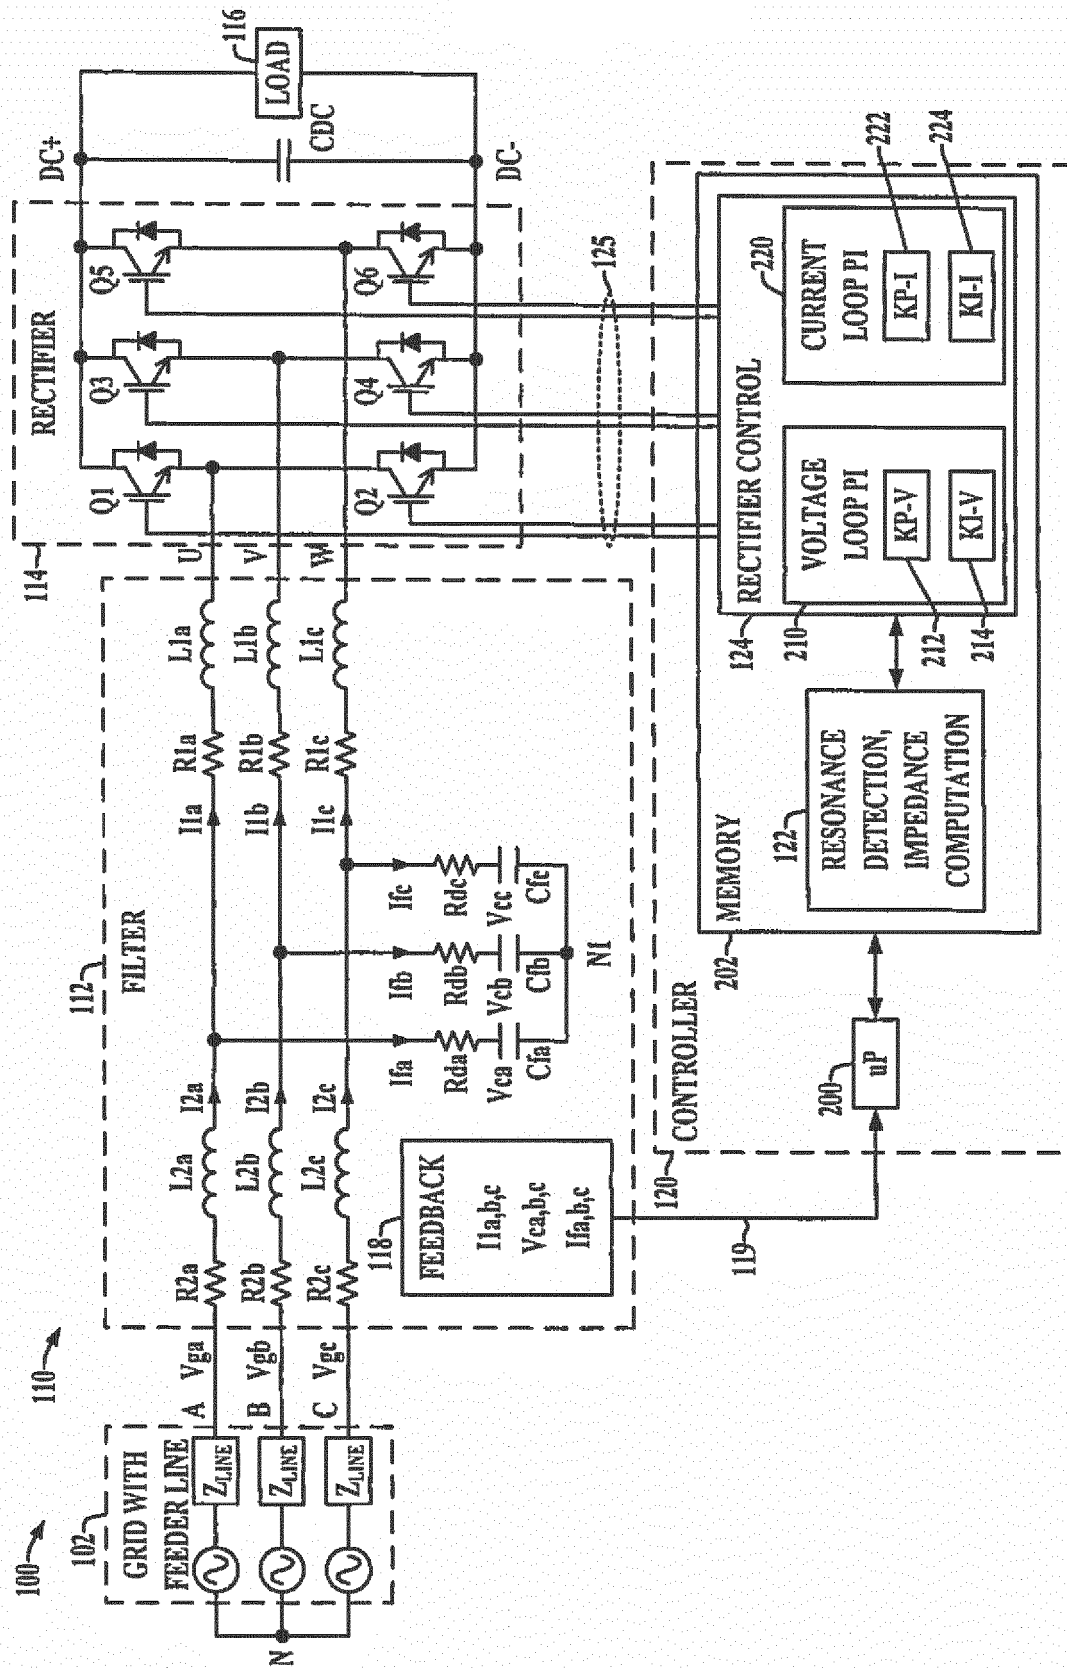 100
110
102
GRID WITH
FEEDER LINE
N
ZLINE
ZLINE
ZLINE
A
B
C
Vga
Vgb
Vgc
112
FILTER
R2a
R2b
R2c
L2a
L2b
L2c
I2a
I2b
I2c
I1a
I1b
I1c
R1a
R1b
R1c
L1a
L1b
L1c
Ifa
Ifb
Ifc
Rda
Rdb
Rdc
Vca
Vcb
Vcc
Cfa
Cfb
Cfc
Nf
118
FEEDBACK
I1a,b,c
Vca,b,c
Ifa,b,c
119
114
RECTIFIER
U
V
W
Q1
Q3
Q5
Q2
Q4
Q6
DC+
DC-
CDC
116
LOAD
125
120
CONTROLLER
200
uP
202
MEMORY
122
RESONANCE
DETECTION,
IMPEDANCE
COMPUTATION
124
RECTIFIER CONTROL
210
VOLTAGE
LOOP PI
KP-V
KI-V
212
214
220
CURRENT
LOOP PI
KP-I
KI-I
222
224